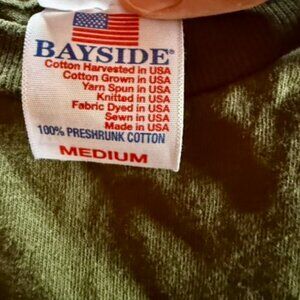 BAYSIDE®
Cotton Harvested in USA
Cotton Grown in USA
Yarn Spun in USA
Knitted in USA
Fabric Dyed in USA
Sewn in USA
Made in USA
100% PRESHRUNK COTTON
MEDIUM